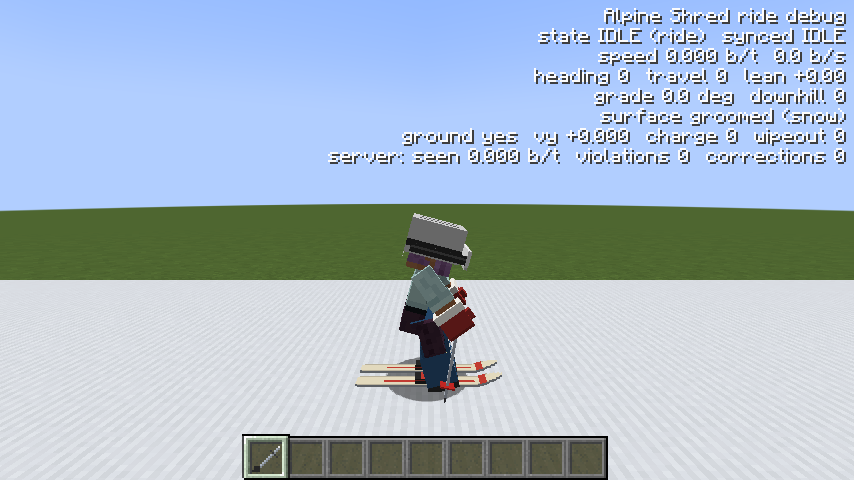 Alpine Shred ride debug
state IDLE (ride) synced IDLE
speed 0.000 b/t 0.0 b/s
heading 0 travel 0 lean +0.00
grade 0.0 deg downhill 0
surface groomed (snow)
ground yes vy +0.000 charge 0 wipeout 0
server: seen 0.000 b/t violations 0 corrections 0